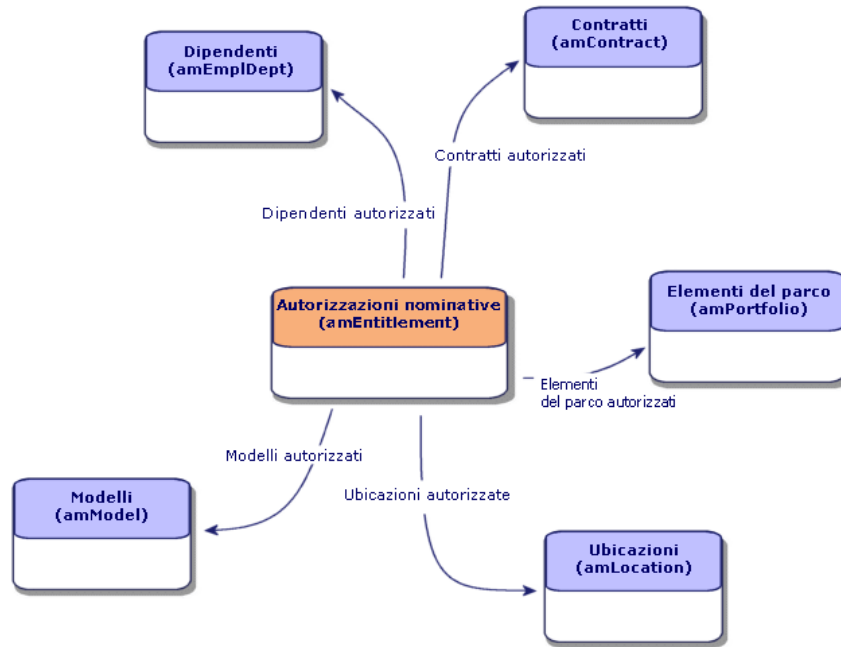 Dipendenti
(amEmplDept)
Contratti
(amContract)
Contratti autorizzati
Dipendenti autorizzati
Autorizzazioni nominative
(amEntitlement)
Elementi del parco
(amPortfolio)
Elementi
del parco autorizzati
Modelli autorizzati
Ubicazioni autorizzate
Modelli
(amModel)
Ubicazioni
(amLocation)